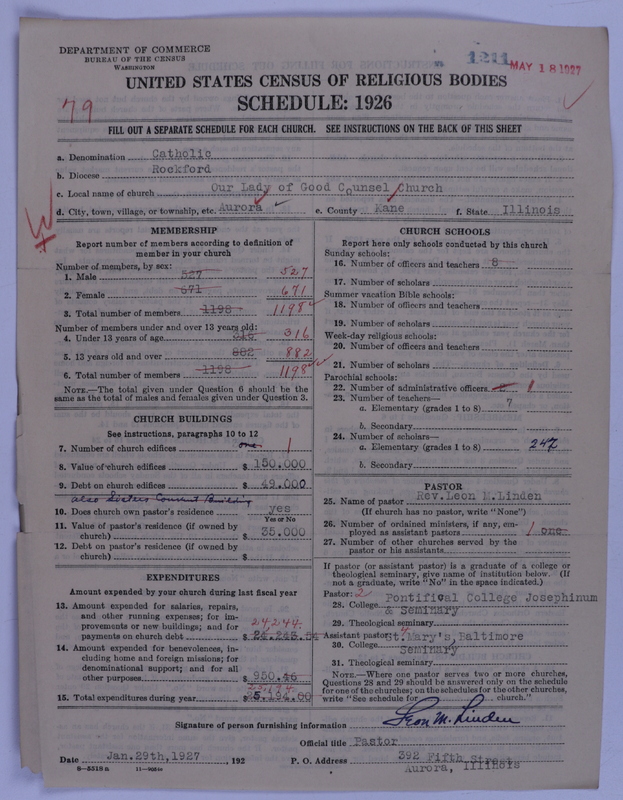 DEPARTMENT OF COMMERCE
BUREAU OF THE CENSUS
WASHINGTON
1211 MAY 18 1927
UNITED STATES CENSUS OF RELIGIOUS BODIES
79 SCHEDULE: 1926
FILL OUT A SEPARATE SCHEDULE FOR EACH CHURCH. SEE INSTRUCTIONS ON THE BACK OF THIS SHEET
a. Denomination Catholic
b. Diocese Rockford
c. Local name of church Our Lady of Good Counsel Church
d. City, town, village, or township, etc. Aurora e. County Kane f. State Illinois
MEMBERSHIP
Report number of members according to definition of
member in your church
Number of members, by sex:
1. Male 527 527
2. Female 671 671
3. Total number of members 1198 1198
Number of members under and over 13 years old:
4. Under 13 years of age 316 316
5. 13 years old and over 882 882
6. Total number of members 1198 1198
NOTE.—The total given under Question 6 should be
the same as the total of males and females given under Question 3.
CHURCH BUILDINGS
See instructions, paragraphs 10 to 12
7. Number of church edifices one 1
8. Value of church edifices $ 150.000
9. Debt on church edifices $ 49.000
also Sisters Convent Building
10. Does church own pastor's residence yes
Yes or No
11. Value of pastor's residence (if owned by
church) $ 35.000
12. Debt on pastor's residence (if owned by
church) $
EXPENDITURES
Amount expended by your church during last fiscal year
13. Amount expended for salaries, repairs,
and other running expenses; for im-
provements or new buildings; and for
payments on church debt $ 24,243.54 24,244.
14. Amount expended for benevolences, in-
cluding home and foreign missions; for
denominational support; and for all
other purposes $ 950.46
15. Total expenditures during year $ 5,194.00
CHURCH SCHOOLS
Report here only schools conducted by this church
Sunday schools:
16. Number of officers and teachers 8
17. Number of scholars
Summer vacation Bible schools:
18. Number of officers and teachers
19. Number of scholars
Week-day religious schools:
20. Number of officers and teachers
21. Number of scholars
Parochial schools:
22. Number of administrative officers 1
23. Number of teachers—
a. Elementary (grades 1 to 8) 7
b. Secondary
24. Number of scholars—
a. Elementary (grades 1 to 8) 247
b. Secondary
PASTOR
25. Name of pastor Rev. Leon M. Linden
(If church has no pastor, write "None")
26. Number of ordained ministers, if any, em-
ployed as assistant pastors 1 one
27. Number of other churches served by the
pastor or his assistants
If pastor (or assistant pastor) is a graduate of a college or
theological seminary, give name of institution below. (If
not a graduate, write "No" in the space indicated.)
Pastor: 2
28. College Pontifical College Josephinum
& Seminary
29. Theological seminary
Assistant pastor: St. Mary's Baltimore
30. College Seminary
31. Theological seminary
NOTE.—Where one pastor serves two or more churches,
Questions 28 and 29 should be answered only on the schedule
for one of the churches; on the schedules for the other churches,
write "See schedule for church."
Signature of person furnishing information Leon M. Linden
Official title Pastor
Date Jan. 29th, 1927, 192 P. O. Address 392 Fifth Street
Aurora, Illinois
8—5518a 11—9051